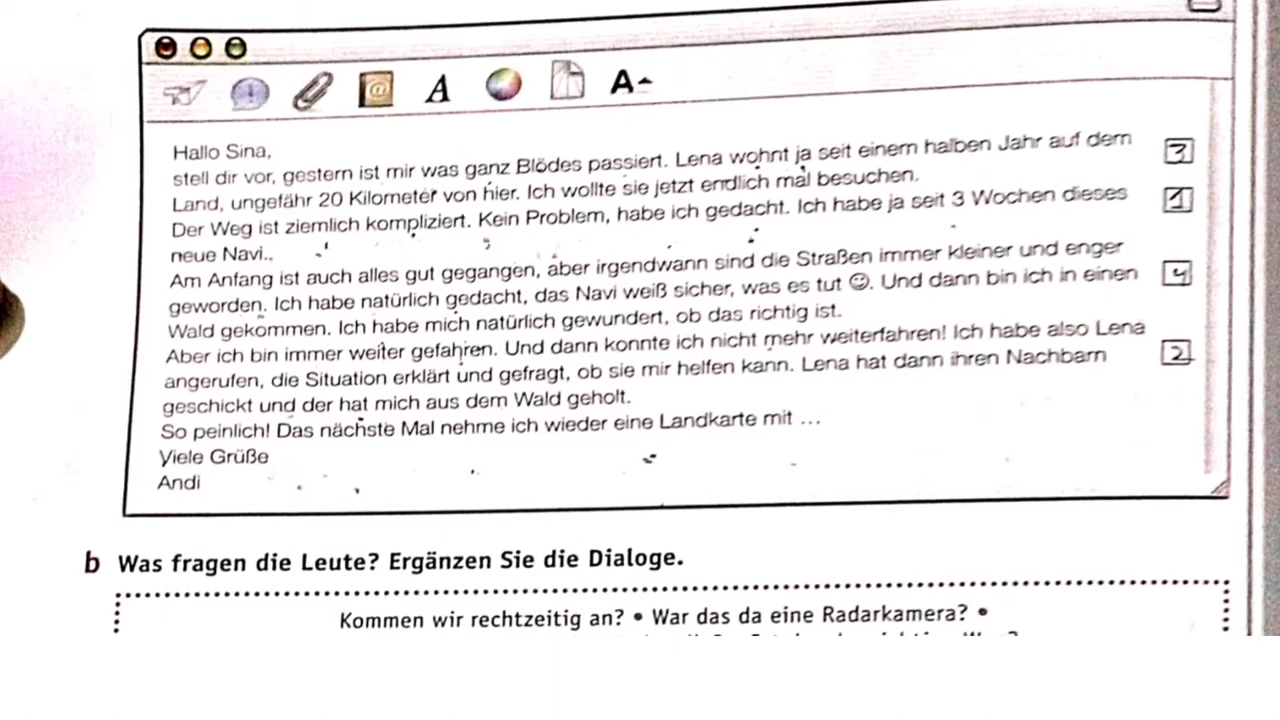 A
A
Hallo Sina,
stell dir vor, gestern ist mir was ganz Blödes passiert. Lena wohnt ja seit einem halben Jahr auf dem
3
Land, ungefähr 20 Kilometer von hier. Ich wollte sie jetzt endlich mal besuchen.
Der Weg ist ziemlich kompliziert. Kein Problem, habe ich gedacht. Ich habe ja seit 3 Wochen dieses
1
neue Navi..
Am Anfang ist auch alles gut gegangen, aber irgendwann sind die Straßen immer kleiner und enger
geworden. Ich habe natürlich gedacht, das Navi weiß sicher, was es tut ☺. Und dann bin ich in einen
4
Wald gekommen. Ich habe mich natürlich gewundert, ob das richtig ist.
Aber ich bin immer weiter gefahren. Und dann konnte ich nicht mehr weiterfahren! Ich habe also Lena
angerufen, die Situation erklärt und gefragt, ob sie mir helfen kann. Lena hat dann ihren Nachbarn
2
geschickt und der hat mich aus dem Wald geholt.
So peinlich! Das nächste Mal nehme ich wieder eine Landkarte mit ...
Viele Grüße
Andi
b Was fragen die Leute? Ergänzen Sie die Dialoge.
Kommen wir rechtzeitig an? • War das da eine Radarkamera? •